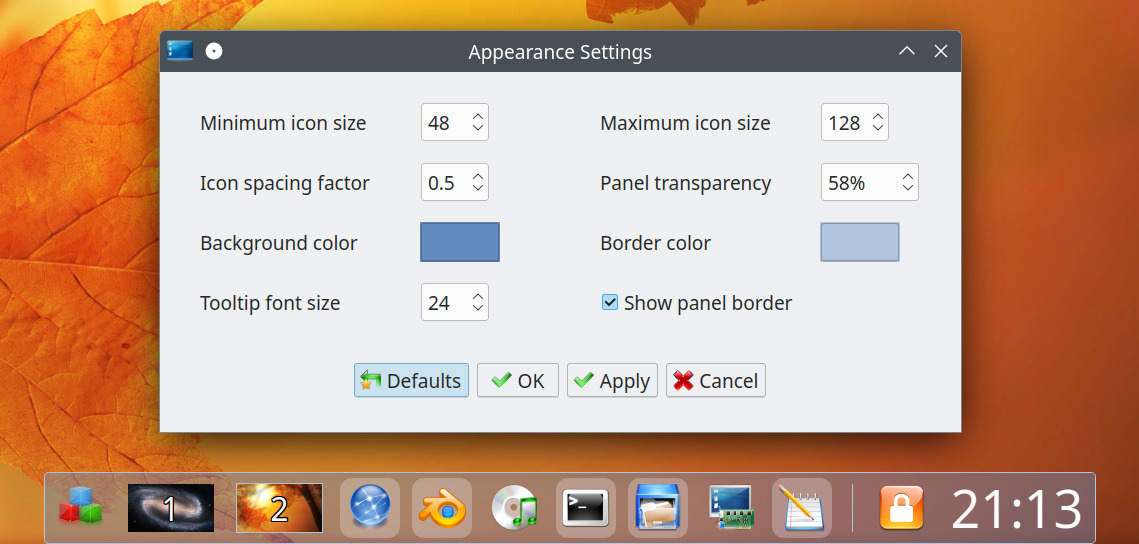 Appearance Settings
Minimum icon size 48 Maximum icon size 128
Icon spacing factor 0.5 Panel transparency 58%
Background color Border color
Tooltip font size 24 Show panel border
Defaults OK Apply Cancel
1 2 >_ 21:13